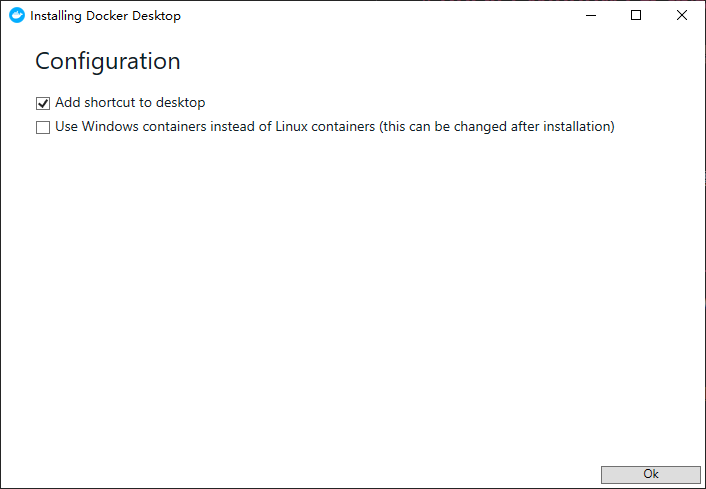 Installing Docker Desktop
Configuration
Add shortcut to desktop
Use Windows containers instead of Linux containers (this can be changed after installation)
Ok